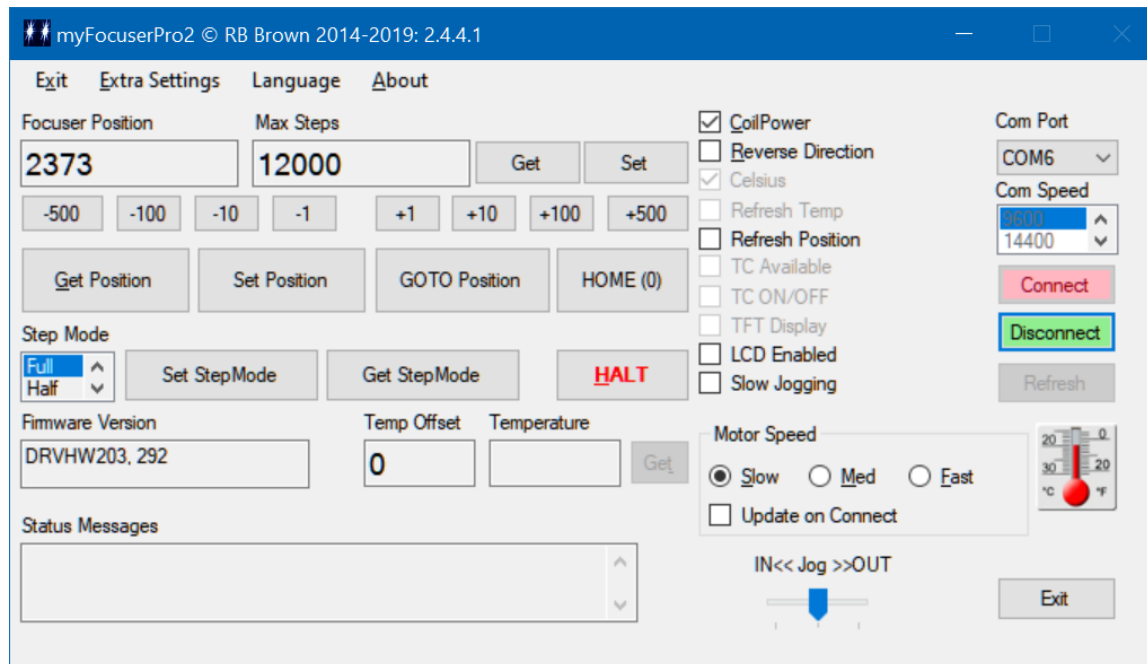 myFocuserPro2 © RB Brown 2014-2019: 2.4.4.1
Exit Extra Settings Language About
Focuser Position Max Steps
2373 12000 Get Set
-500 -100 -10 -1 +1 +10 +100 +500
Get Position Set Position GOTO Position HOME (0)
Step Mode
Full
Half
Set StepMode Get StepMode HALT
Firmware Version Temp Offset Temperature
DRVHW203, 292 0 Get
Status Messages
CoilPower
Reverse Direction
Celsius
Refresh Temp
Refresh Position
TC Available
TC ON/OFF
TFT Display
LCD Enabled
Slow Jogging
Motor Speed
Slow Med Fast
Update on Connect
IN<< Jog >>OUT
Com Port
COM6
Com Speed
9600
14400
Connect
Disconnect
Refresh
20 0
30 20
°C °F
Exit